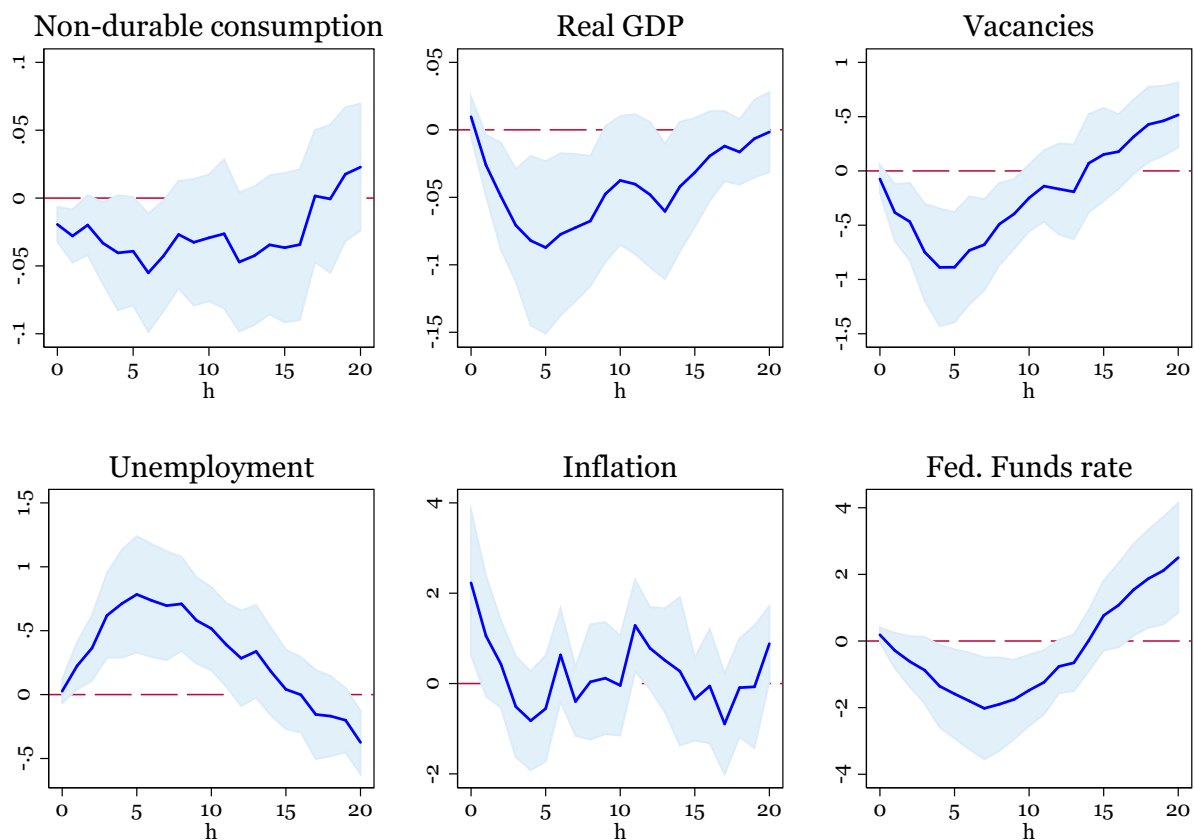 Non-durable consumption
.1
.05
0
-.05
-.1
0 5 10 15 20
h
Real GDP
.05
0
-.05
-.1
-.15
0 5 10 15 20
h
Vacancies
1
.5
0
-.5
-1
-1.5
0 5 10 15 20
h
Unemployment
1.5
1
.5
0
-.5
0 5 10 15 20
h
Inflation
4
2
0
-2
0 5 10 15 20
h
Fed. Funds rate
4
2
0
-2
-4
0 5 10 15 20
h